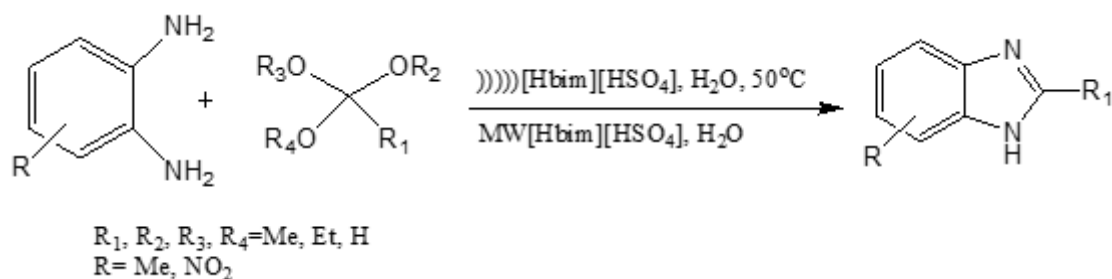 NH₂
R₃O
OR₂
)))))[Hbim][HSO₄], H₂O, 50°C
N
R₁
+
R₄O
R₁
MW[Hbim][HSO₄], H₂O
N
H
R
NH₂
R
R₁, R₂, R₃, R₄=Me, Et, H
R= Me, NO₂